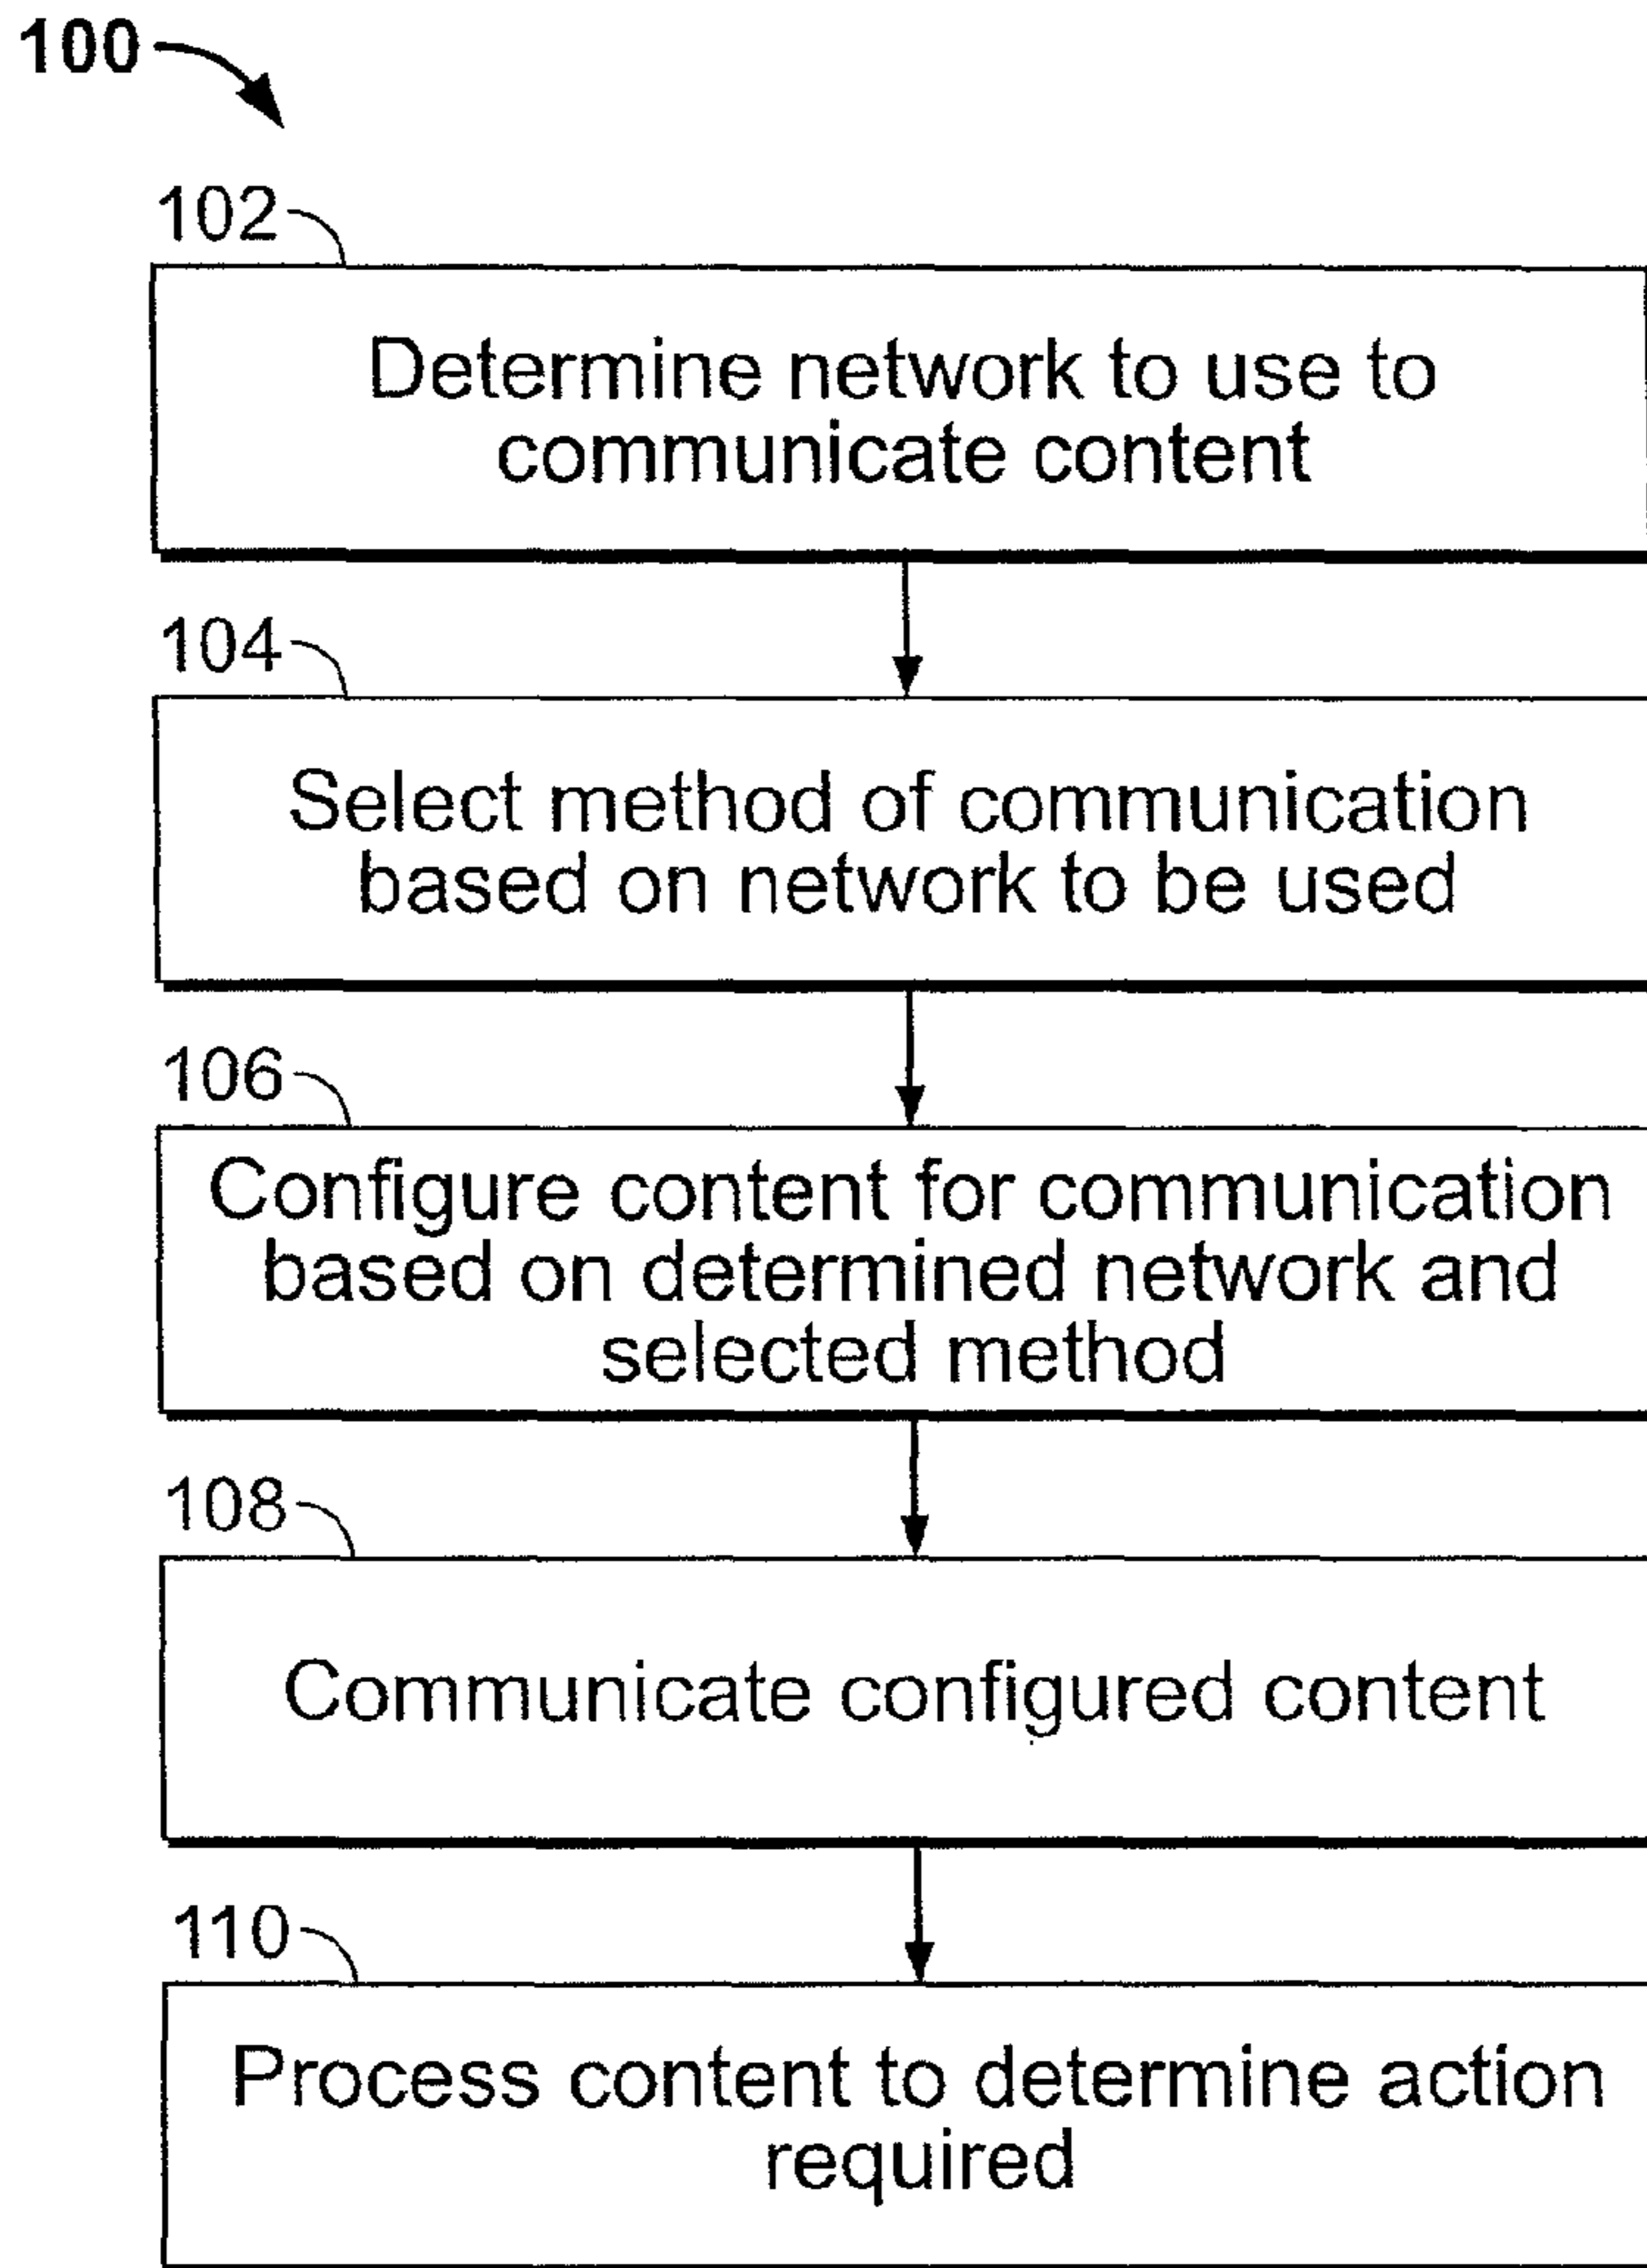 100
102
Determine network to use to
communicate content
104
Select method of communication
based on network to be used
106
Configure content for communication
based on determined network and
selected method
108
Communicate configured content
110
Process content to determine action
required